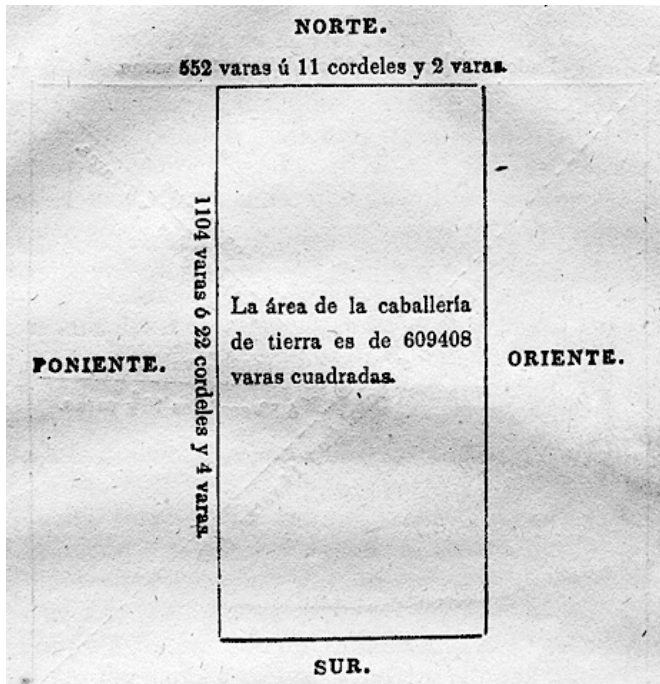 NORTE.
552 varas ú 11 cordeles y 2 varas.
1104 varas ó 22 cordeles y 4 varas.
La área de la caballería
de tierra es de 609408
varas cuadradas.
PONIENTE.
ORIENTE.
SUR.